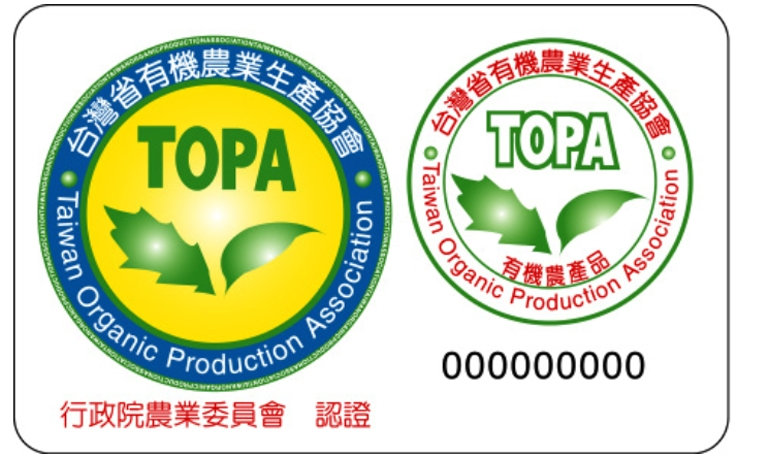 台灣省有機農業生產協會
TOPA
Taiwan Organic Production Association
行政院農業委員會 認證
台灣省有機農業生產協會
TOPA
有機農產品
Taiwan Organic Production Association
000000000